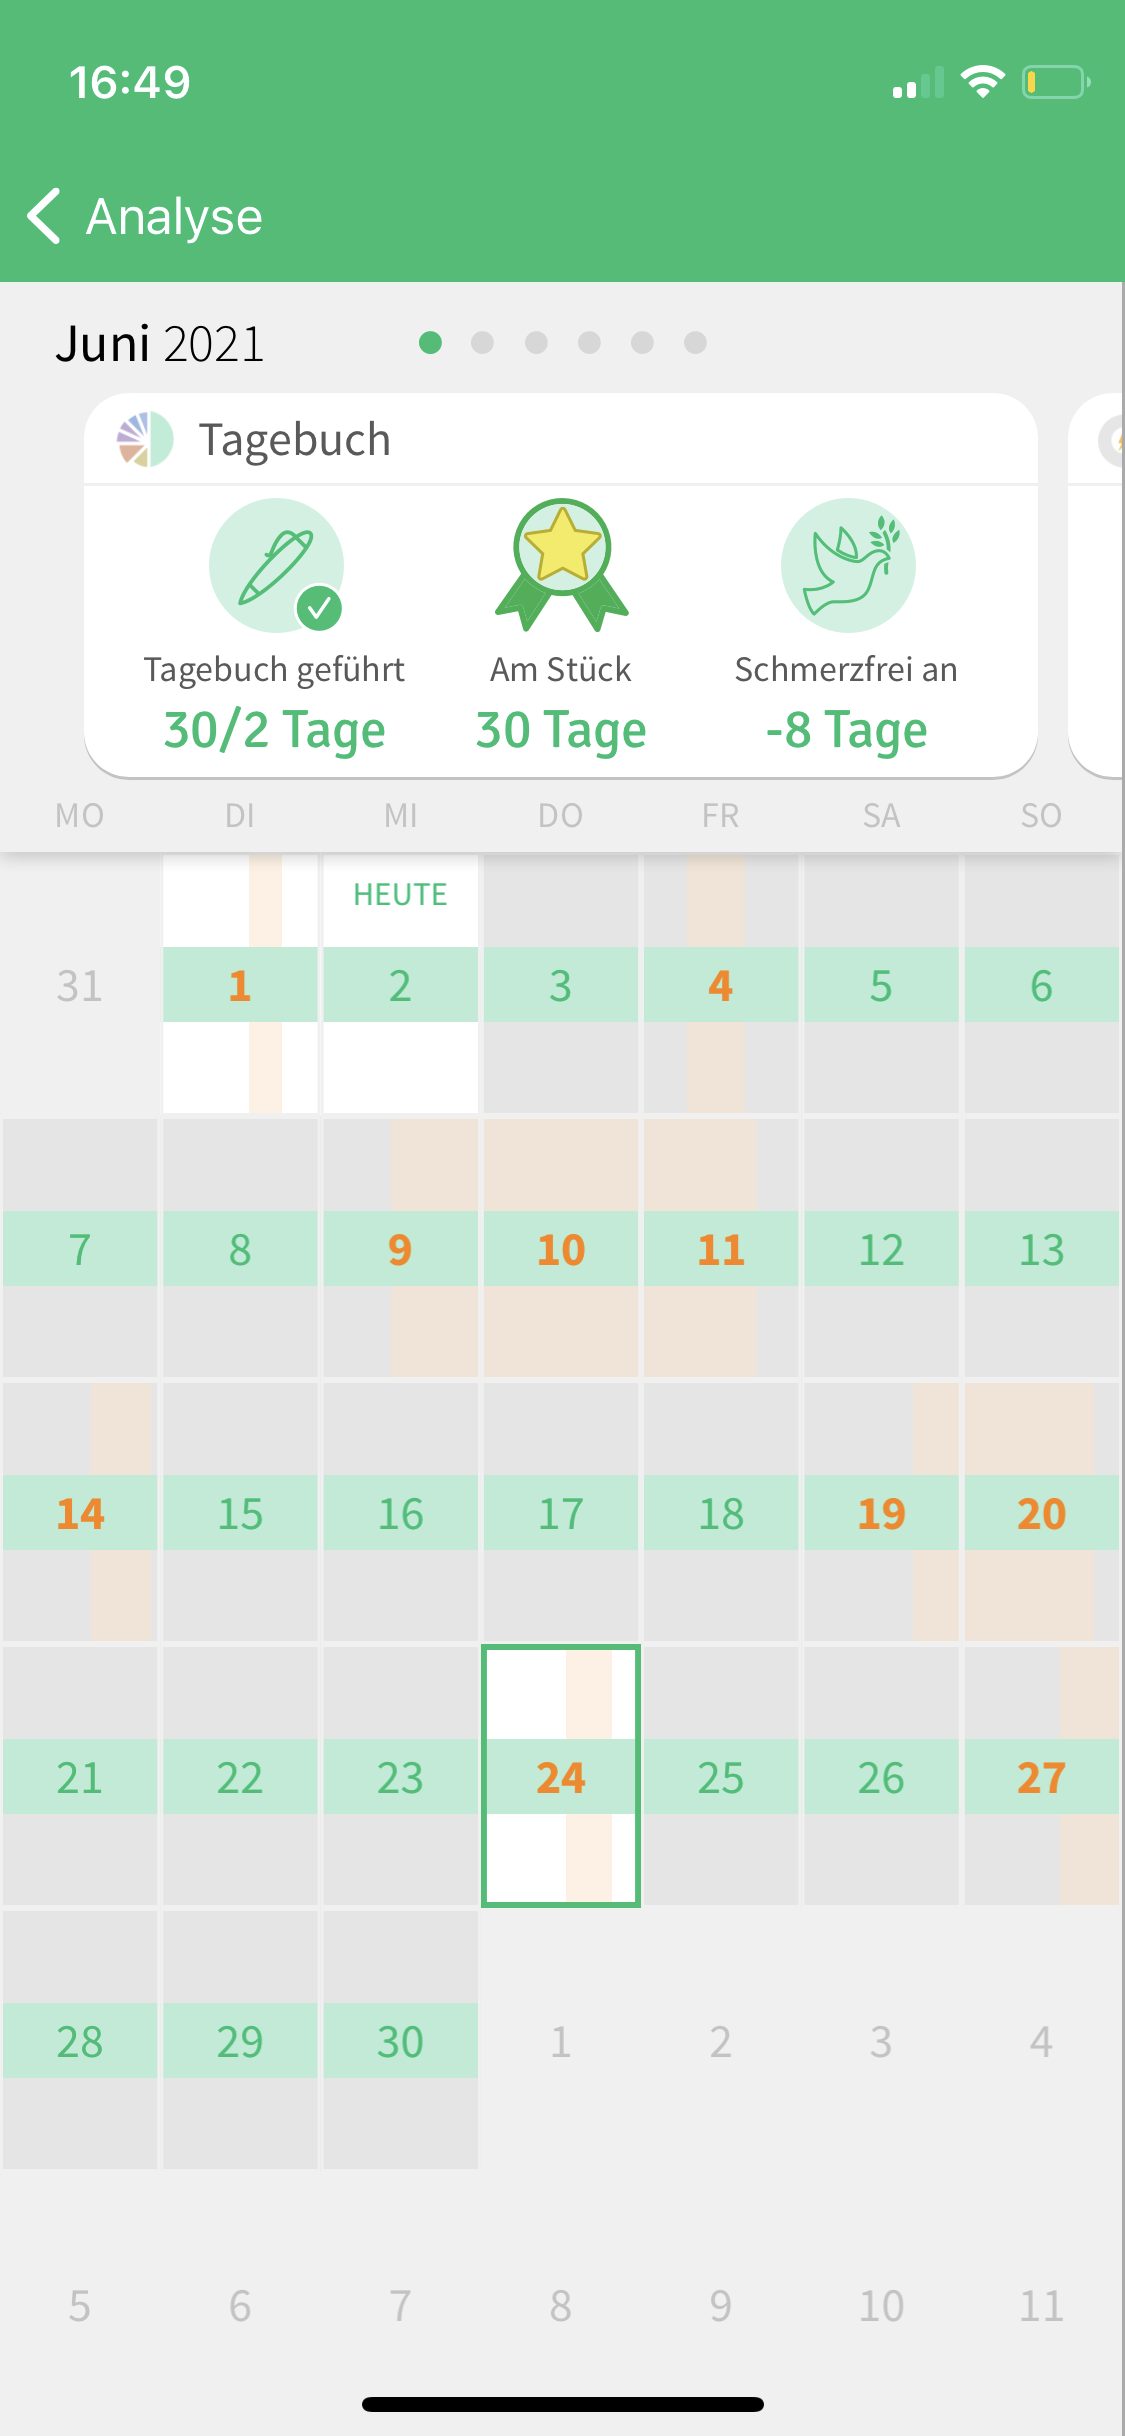 16:49
Analyse
Juni 2021
Tagebuch
Tagebuch geführt Am Stück Schmerzfrei an
30/2 Tage 30 Tage -8 Tage
MO DI MI DO FR SA SO
HEUTE
31 1 2 3 4 5 6
7 8 9 10 11 12 13
14 15 16 17 18 19 20
21 22 23 24 25 26 27
28 29 30 1 2 3 4
5 6 7 8 9 10 11